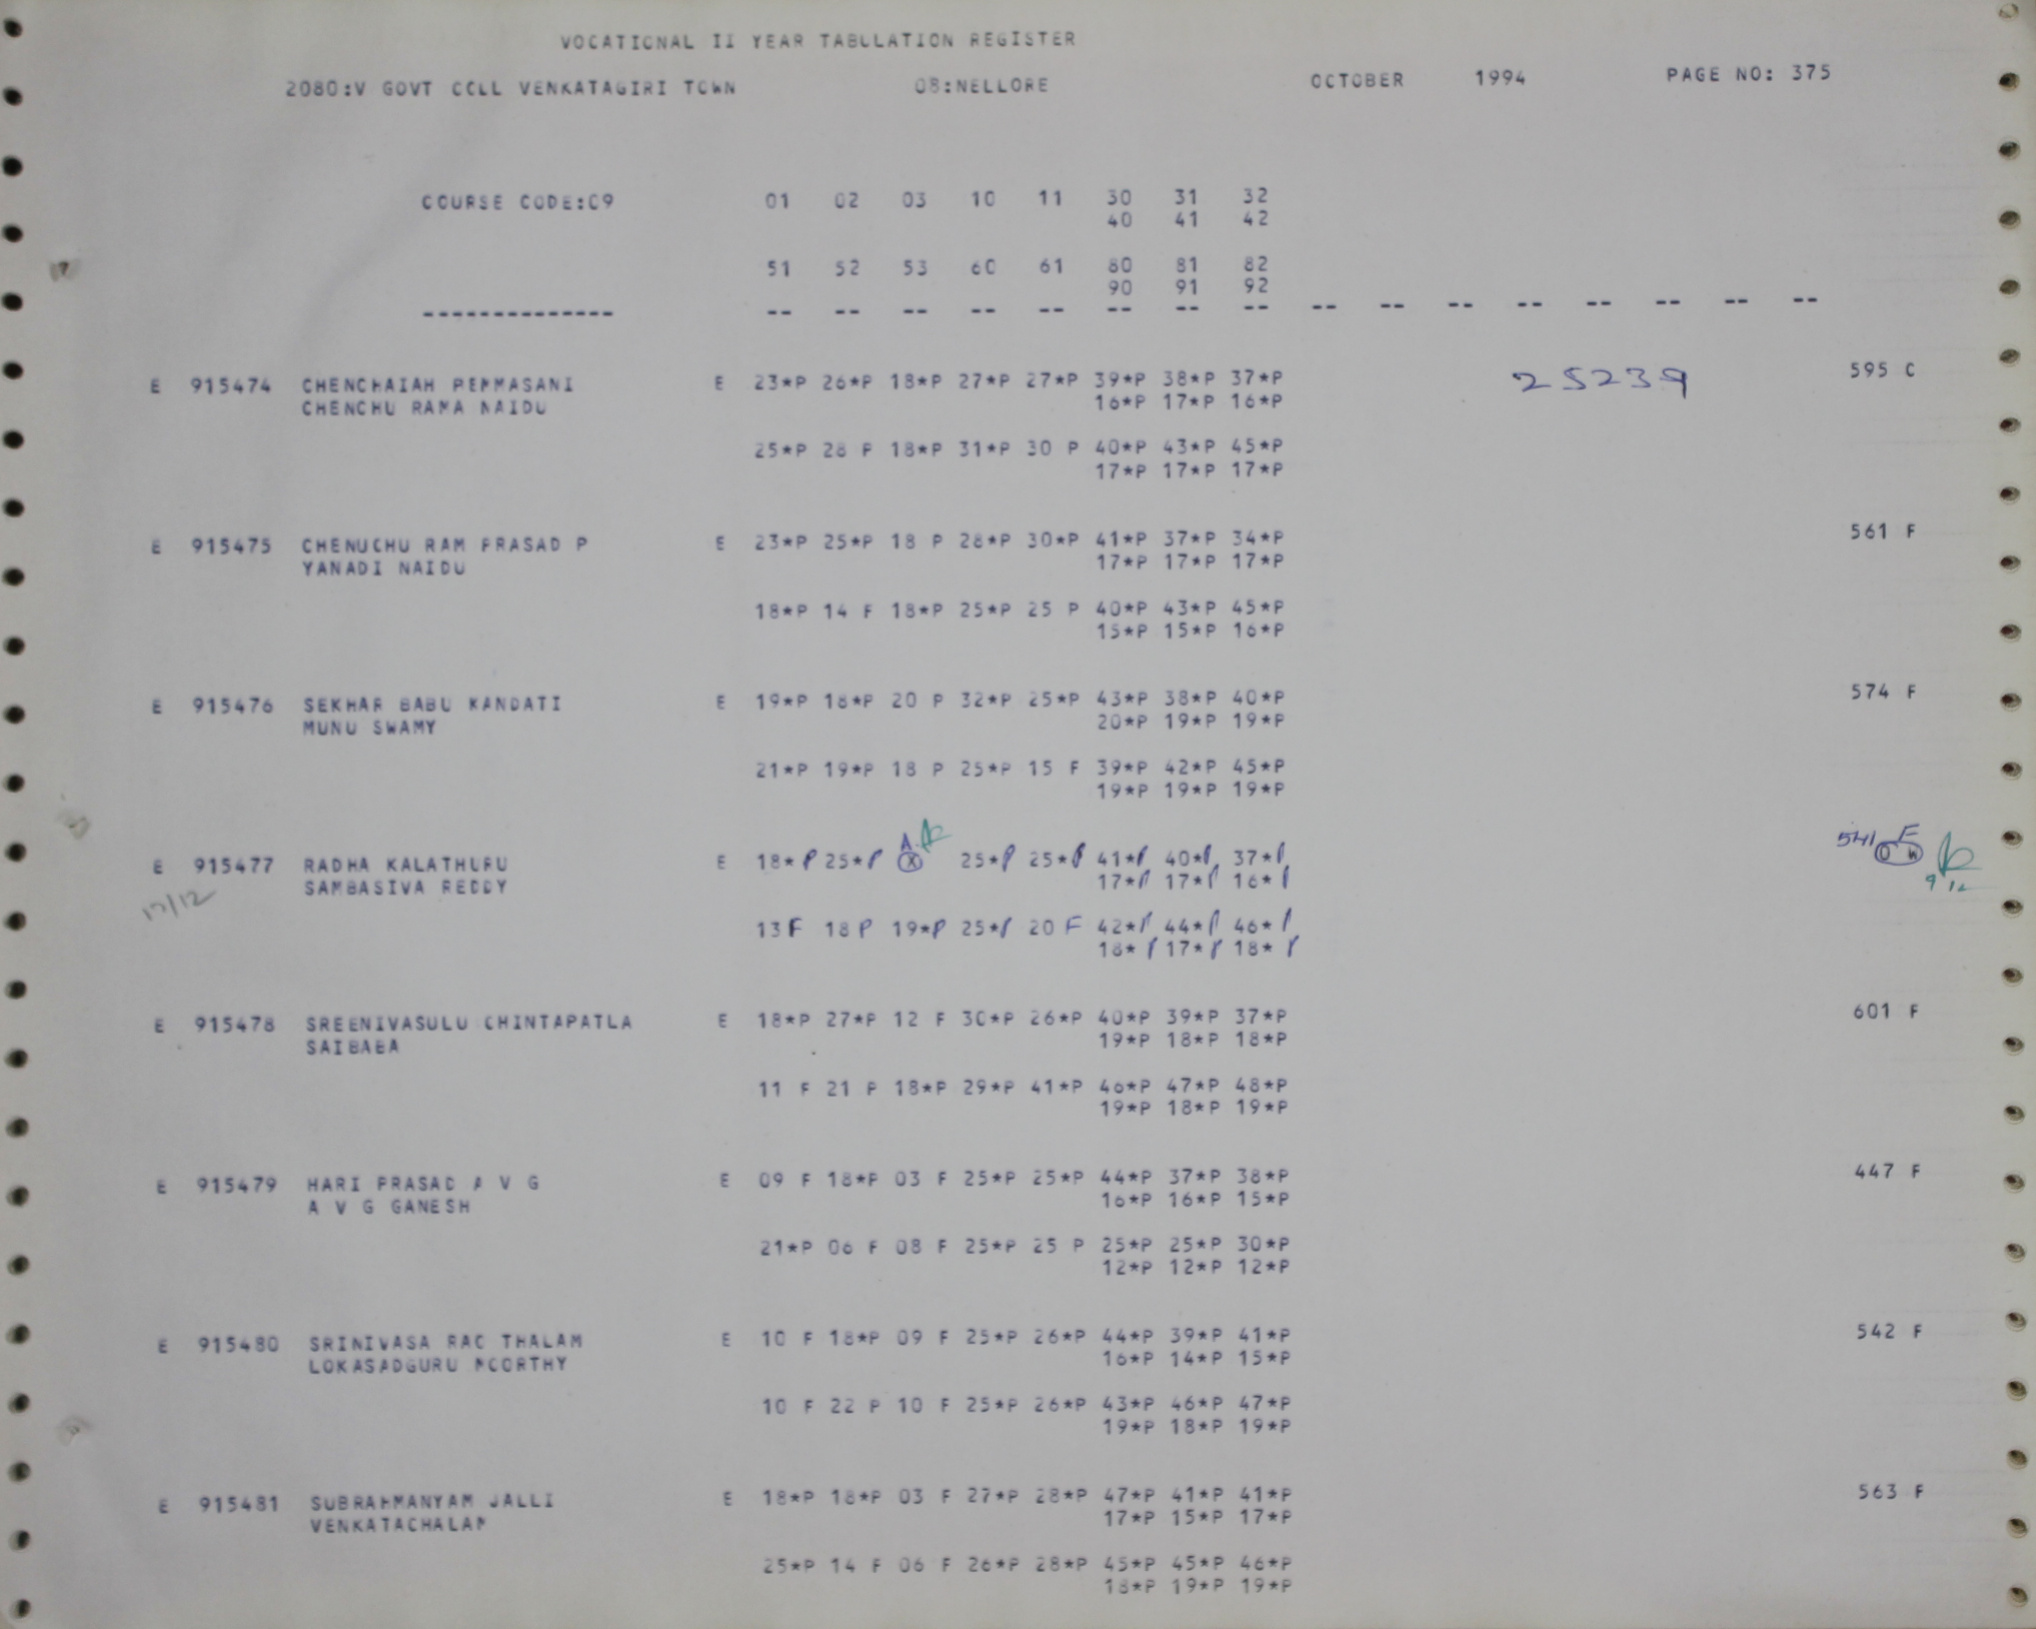 VOCATIONAL II YEAR TABULATION REGISTER
2080:V GOVT COLL VENKATAGIRI TOWN 08:NELLORE OCTOBER 1994 PAGE NO: 375
COURSE CODE:C9 01 02 03 10 11 30 31 32
40 41 42
51 52 53 60 61 80 81 82
90 91 92
-------------- -- -- -- -- -- -- -- -- -- -- -- -- -- -- -- --
E 915474 CHENCHAIAH PEMMASANI E 23*P 26*P 18*P 27*P 27*P 39*P 38*P 37*P 25239 595 C
CHENCHU RAMA NAIDU 16*P 17*P 16*P
25*P 28 P 18*P 31*P 30 P 40*P 43*P 45*P
17*P 17*P 17*P
E 915475 CHENUCHU RAM PRASAD P E 23*P 25*P 18 P 28*P 30*P 41*P 37*P 34*P 561 F
YANADI NAIDU 17*P 17*P 17*P
18*P 14 F 18*P 25*P 25 P 40*P 43*P 45*P
15*P 15*P 16*P
E 915476 SEKHAR BABU KANDATI E 19*P 18*P 20 P 32*P 25*P 43*P 38*P 40*P 574 F
MUNU SWAMY 20*P 19*P 19*P
21*P 19*P 18 P 25*P 15 F 39*P 42*P 45*P
19*P 19*P 19*P
E 915477 RADHA KALATHURU E 18*P 25*P A X 25*P 25*P 41*P 40*P 37*P 541 F
SAMBASIVA REDDY 17*P 17*P 16*P
17/12
13 F 18 P 19*P 25*P 20 F 42*P 44*P 46*P
18*P 17*P 18*P
E 915478 SREENIVASULU CHINTAPATLA E 18*P 27*P 12 F 30*P 26*P 40*P 39*P 37*P 601 F
SAIBABA 19*P 18*P 18*P
11 F 21 P 18*P 29*P 41*P 46*P 47*P 48*P
19*P 18*P 19*P
E 915479 HARI PRASAD A V G E 09 F 18*P 03 F 25*P 25*P 44*P 37*P 38*P 447 F
A V G GANESH 16*P 16*P 15*P
21*P 06 F 08 F 25*P 25 P 25*P 25*P 30*P
12*P 12*P 12*P
E 915480 SRINIVASA RAO THALAM E 10 F 18*P 09 F 25*P 26*P 44*P 39*P 41*P 542 F
LOKASADGURU MOORTHY 16*P 14*P 15*P
10 F 22 P 10 F 25*P 26*P 43*P 46*P 47*P
19*P 18*P 19*P
E 915481 SUBRAHMANYAM JALLI E 18*P 18*P 03 F 27*P 28*P 47*P 41*P 41*P 563 F
VENKATACHALAM 17*P 15*P 17*P
25*P 14 F 06 F 26*P 28*P 45*P 45*P 46*P
18*P 19*P 19*P